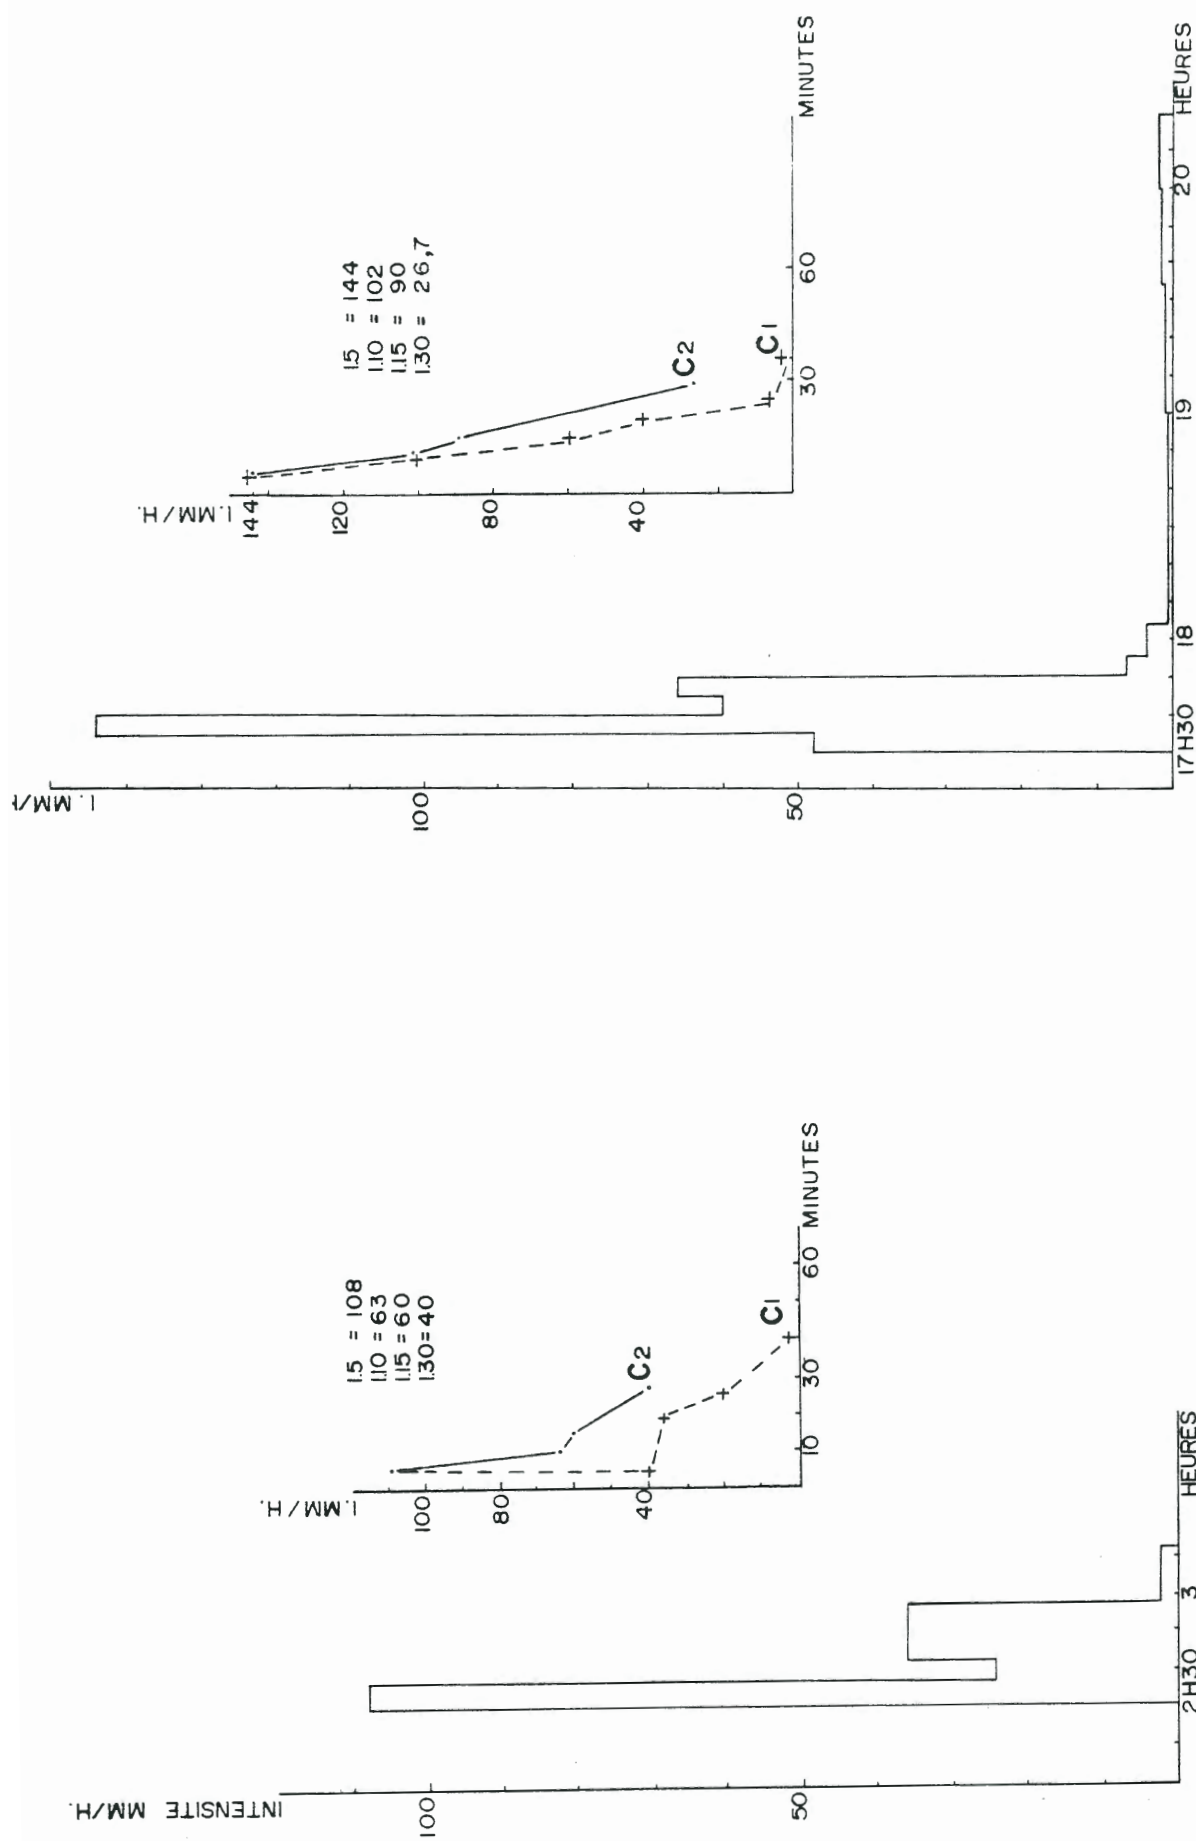 INTENSITE MM/H.
100
50
2H30
3
HEURES
I.MM/H.
100
80
40
10
30
60
MINUTES
I.5 = 108
I.10 = 63
I.15 = 60
I.30 = 40
C2
C1
I. MM/H
100
50
17H30
18
19
20
HEURES
I.MM/H.
144
120
80
40
30
60
MINUTES
I.5 = 144
I.10 = 102
I.15 = 90
I.30 = 26,7
C2
C1